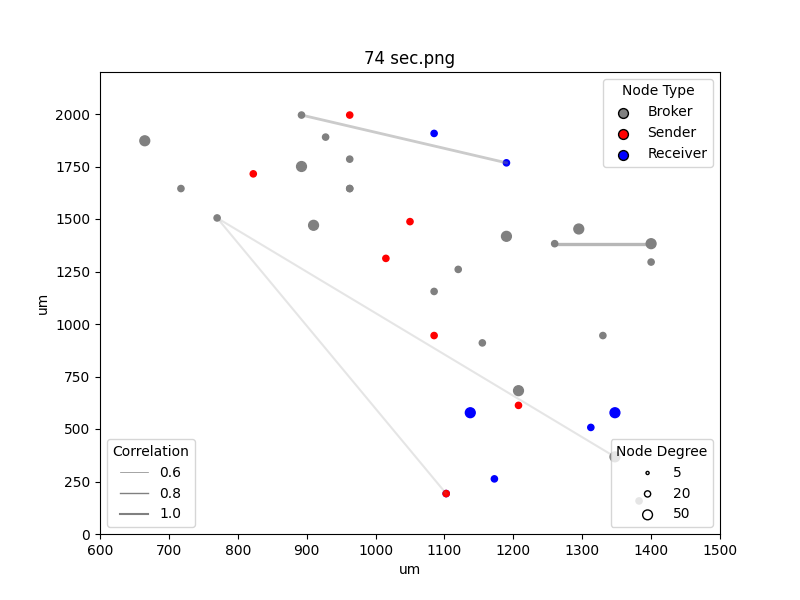 74 sec.png
um
2000
1750
1500
1250
1000
750
500
250
0
600 700 800 900 1000 1100 1200 1300 1400 1500
um
Node Type
Broker
Sender
Receiver
Correlation
0.6
0.8
1.0
Node Degree
5
20
50